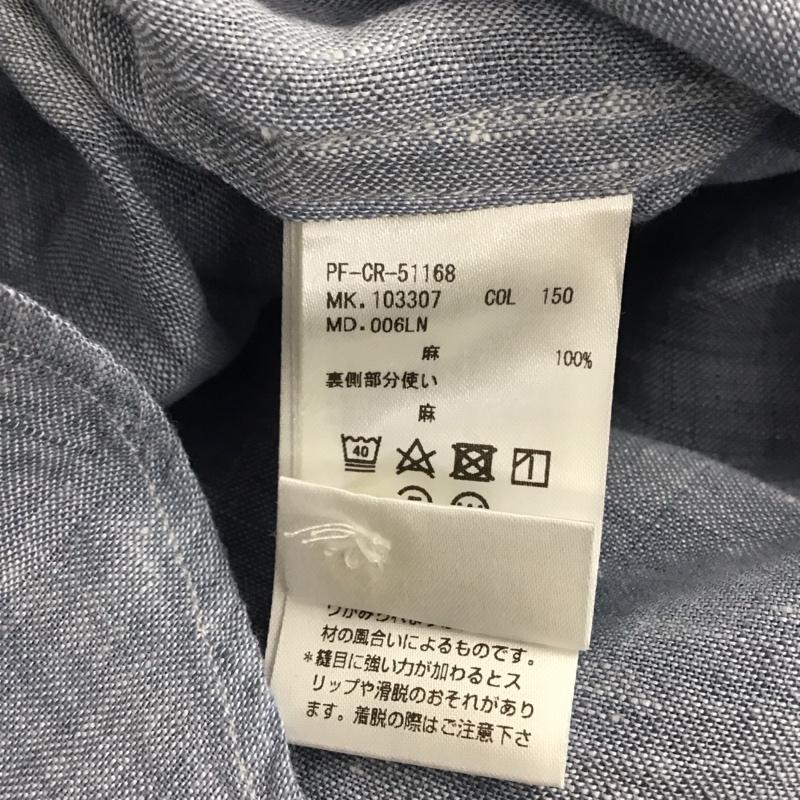 PF-CR-51168
MK.103307 COL 150
MD.006LN
麻 100%
裏側部分使い
麻
40
材の風合いによるものです。
*縫目に強い力が加わるとス
リップや滑脱のおそれがあり
ます。着脱の際はご注意下さ